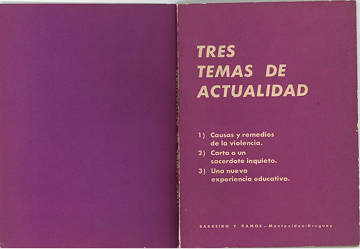 TRES
TEMAS DE
ACTUALIDAD
1) Causas y remedios
de la violencia.
2) Carta a un
sacerdote inquieto.
3) Una nueva
experiencia educativa.
BARREIRO Y RAMOS - Montevideo-Uruguay